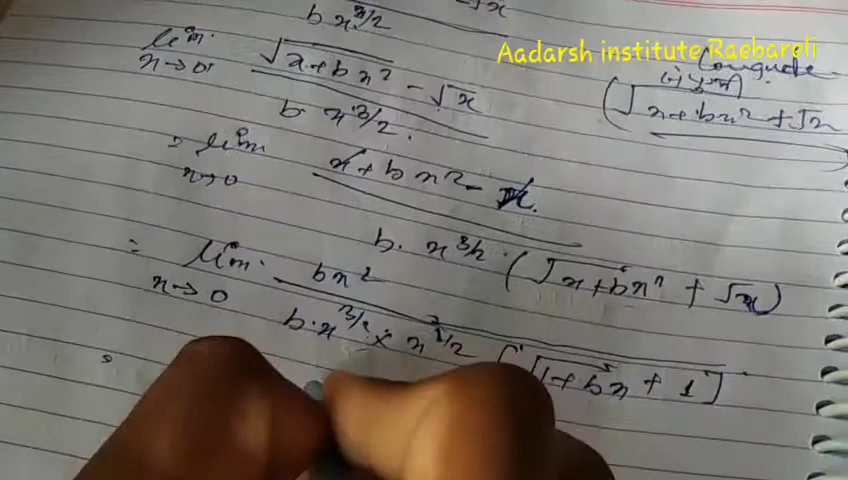 b x^3/2
√x
Aadarsh institute Raebareli
lim x→0 (√(x+bx²) - √x) / (b x^3/2)
(√(x+bx²) + √x)
= lim x→0 (x+bx² - x) / (b. x^3/2 . (√(x+bx²) + √x))
= lim x→0 bx² / (b.x^3/2 × x^1/2 [√(1+bx) + 1])
=